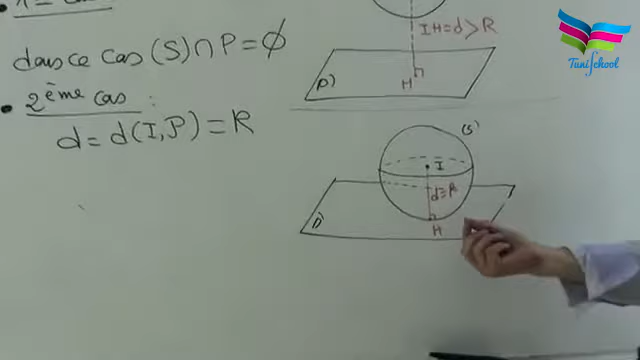 dans ce cas (S) ∩ P = ∅
• 2ème cas :
d = d(I, P) = R
IH = d > R
P)
H
(S)
I
d = R
P
H
TuniSchool